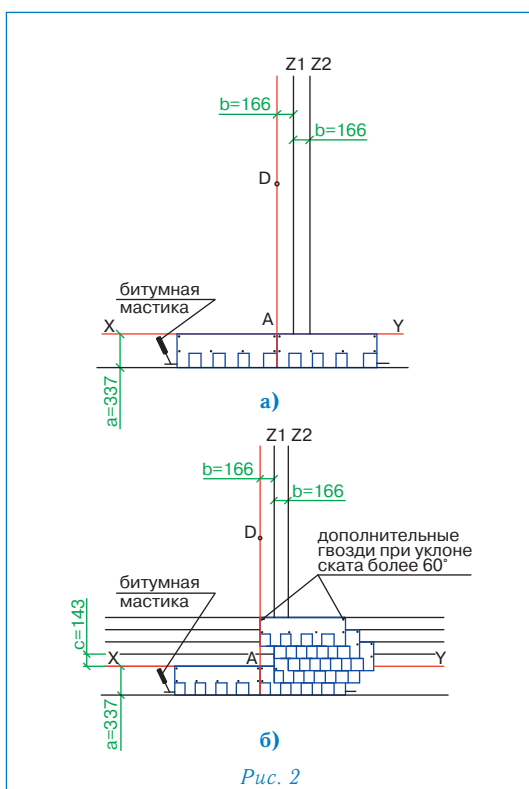 Z1 Z2
b=166
b=166
D
битумная
мастика
X
A
Y
a=337
а)
Z1 Z2
b=166
b=166
D
дополнительные
гвозди при уклоне
ската более 60°
битумная
мастика
c=143
X
A
Y
a=337
б)
Рис. 2